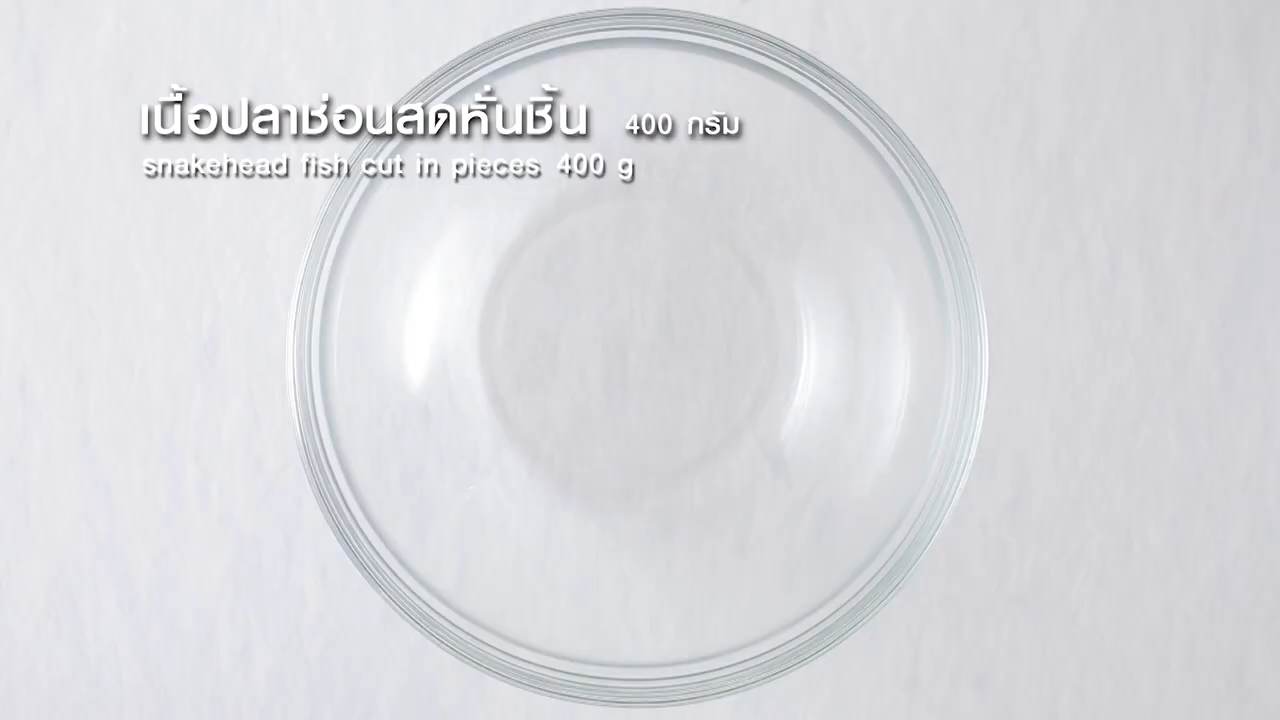 เนื้อปลาช่อนสดหั่นชิ้น 400 กรัม
snakehead fish cut in pieces 400 g